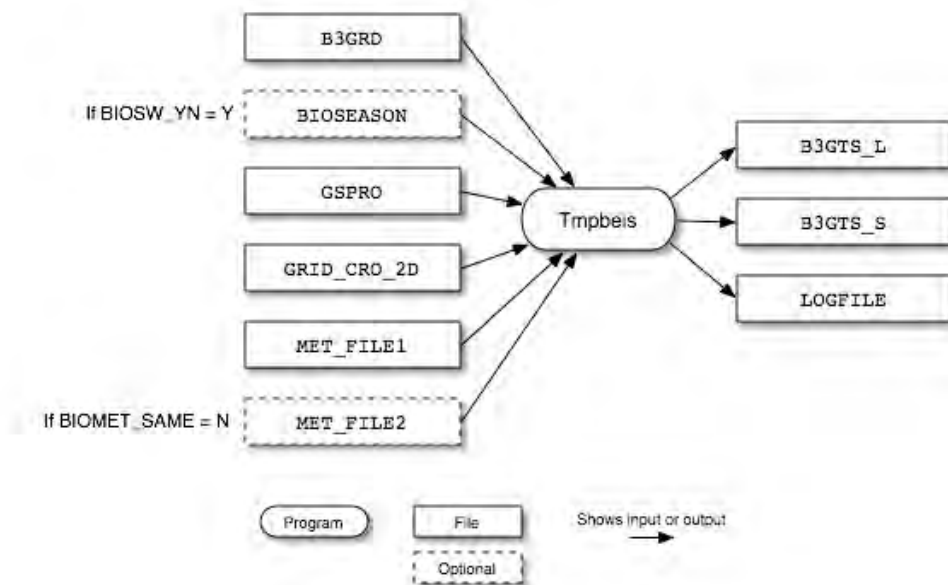 B3GRD
If BIOSW_YN = Y
BIOSEASON
GSPRO
GRID_CRO_2D
MET_FILE1
If BIOMET_SAME = N
MET_FILE2
Tmpbeis
B3GTS_L
B3GTS_S
LOGFILE
Program
File
Optional
Shows input or output